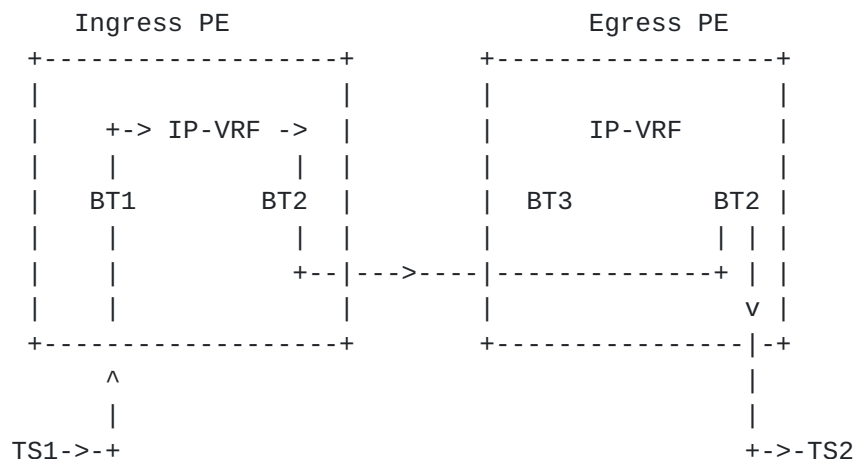 Ingress PE Egress PE
+-------------------+ +------------------+
| | | |
| +-> IP-VRF -> | | IP-VRF |
| | | | | |
| BT1 BT2 | | BT3 BT2 |
| | | | | | | |
| | +--|--->----|--------------+ | |
| | | | v |
+-------------------+ +----------------|-+
^ |
| |
TS1->-+ +->-TS2